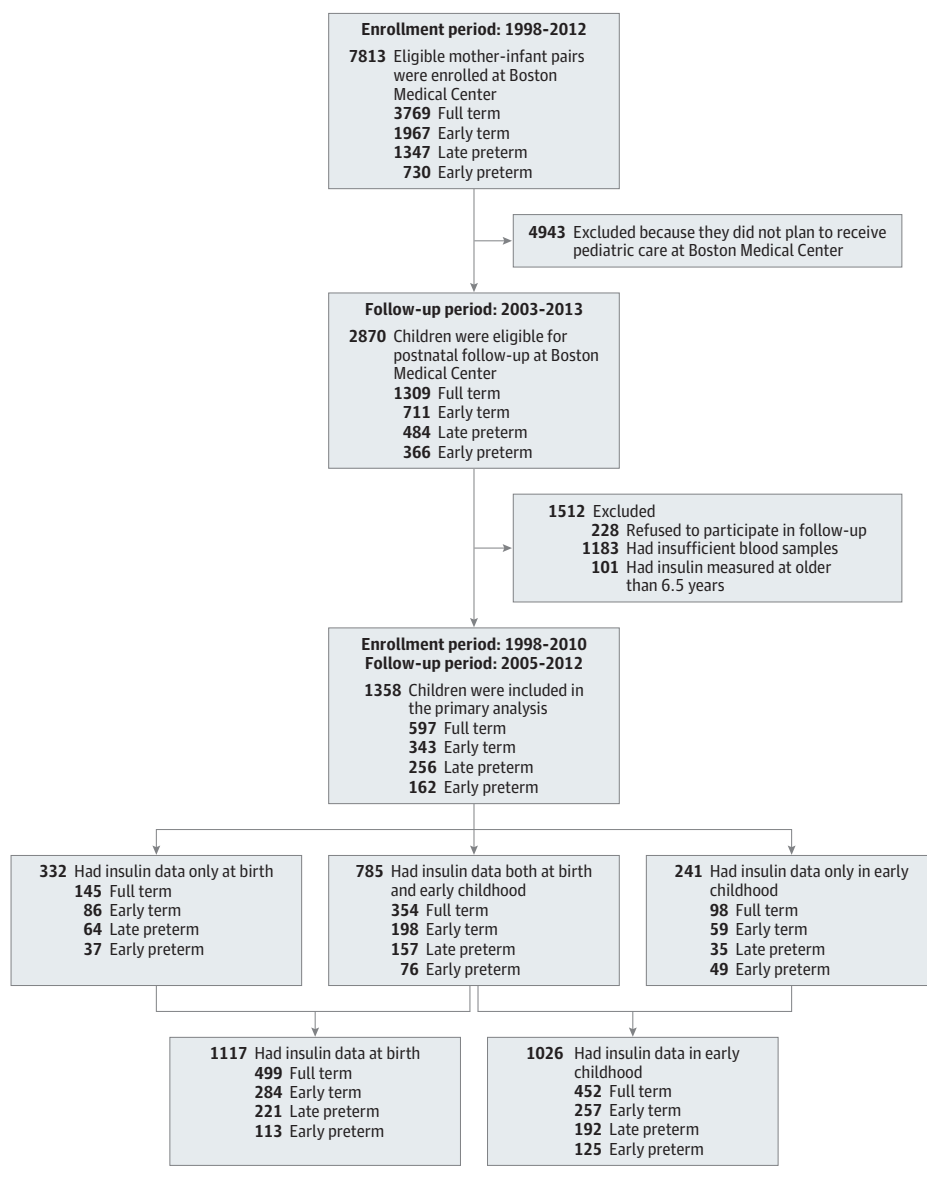 Enrollment period: 1998-2012
7813 Eligible mother-infant pairs
were enrolled at Boston
Medical Center
3769 Full term
1967 Early term
1347 Late preterm
730 Early preterm
4943 Excluded because they did not plan to receive
pediatric care at Boston Medical Center
Follow-up period: 2003-2013
2870 Children were eligible for
postnatal follow-up at Boston
Medical Center
1309 Full term
711 Early term
484 Late preterm
366 Early preterm
1512 Excluded
228 Refused to participate in follow-up
1183 Had insufficient blood samples
101 Had insulin measured at older
than 6.5 years
Enrollment period: 1998-2010
Follow-up period: 2005-2012
1358 Children were included in
the primary analysis
597 Full term
343 Early term
256 Late preterm
162 Early preterm
332 Had insulin data only at birth
145 Full term
86 Early term
64 Late preterm
37 Early preterm
785 Had insulin data both at birth
and early childhood
354 Full term
198 Early term
157 Late preterm
76 Early preterm
241 Had insulin data only in early
childhood
98 Full term
59 Early term
35 Late preterm
49 Early preterm
1117 Had insulin data at birth
499 Full term
284 Early term
221 Late preterm
113 Early preterm
1026 Had insulin data in early
childhood
452 Full term
257 Early term
192 Late preterm
125 Early preterm